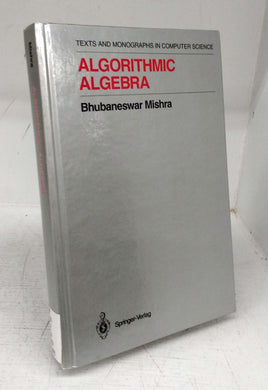 TEXTS AND MONOGRAPHS IN COMPUTER SCIENCE
ALGORITHMIC
ALGEBRA
Bhubaneswar Mishra
Springer-Verlag